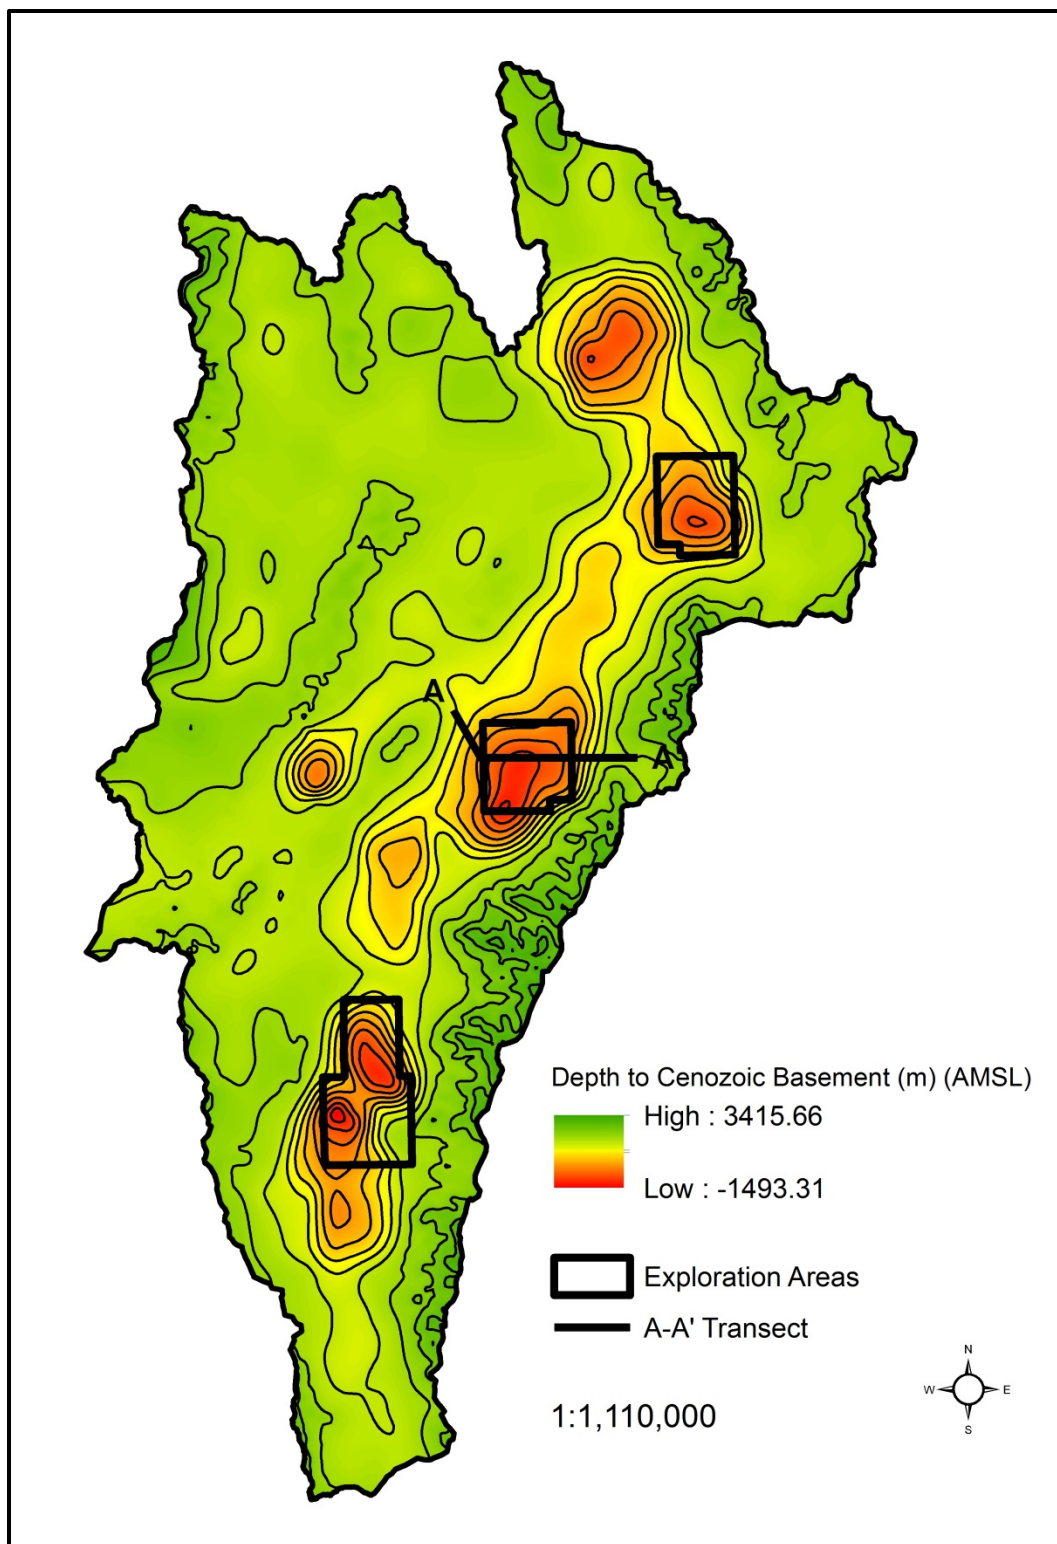 A
A
Depth to Cenozoic Basement (m) (AMSL)
High : 3415.66
Low : -1493.31
Exploration Areas
A-A' Transect
1:1,110,000
N
W
E
S